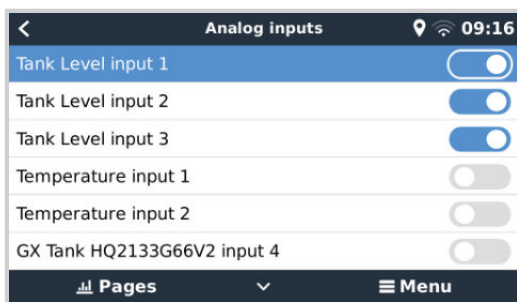 Analog inputs 09:16
Tank Level input 1
Tank Level input 2
Tank Level input 3
Temperature input 1
Temperature input 2
GX Tank HQ2133G66V2 input 4
Pages Menu